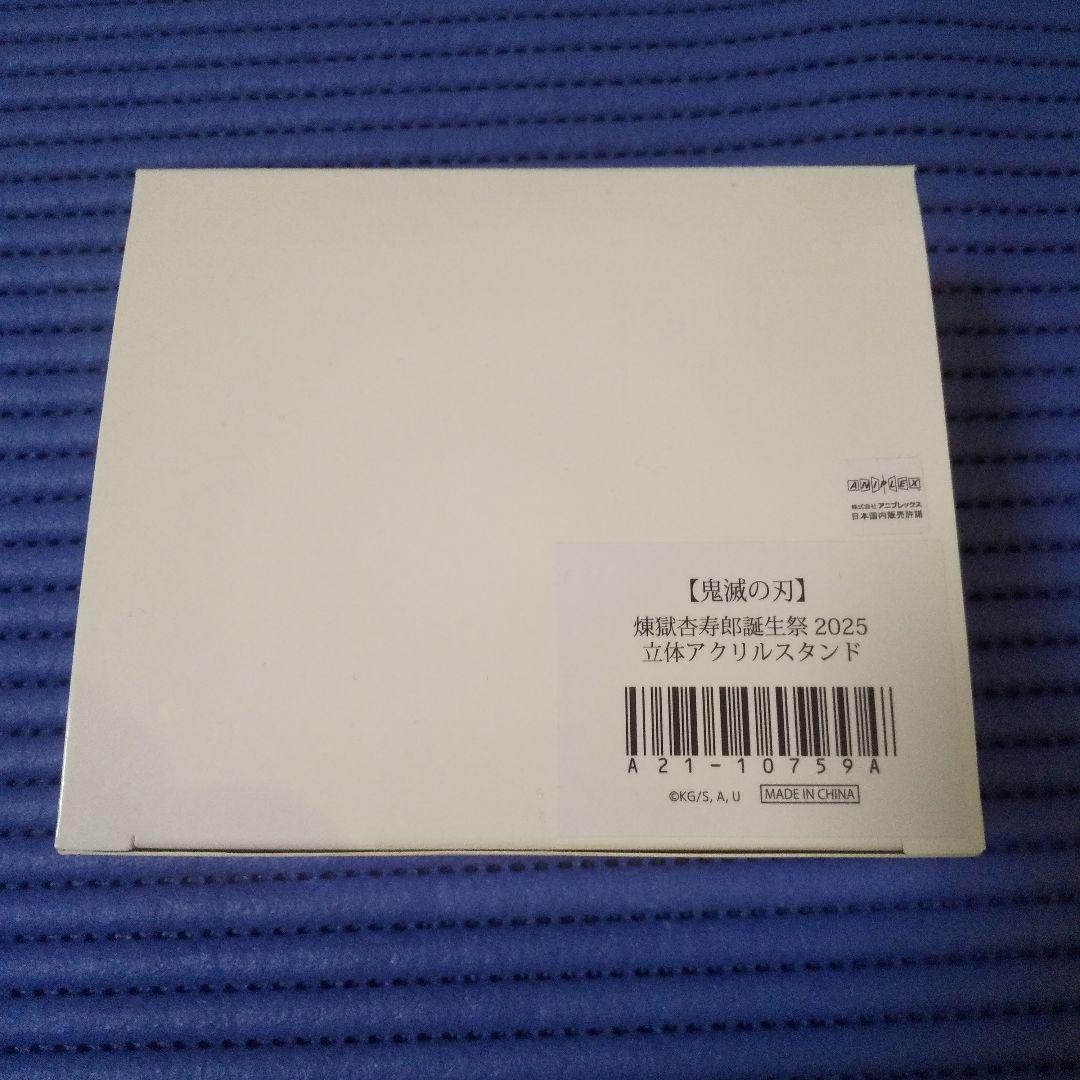 ANIPLEX
株式会社アニプレックス
日本国内販売許諾
【鬼滅の刃】
煉獄杏寿郎誕生祭 2025
立体アクリルスタンド
A21-10759A
©KG/S, A, U MADE IN CHINA